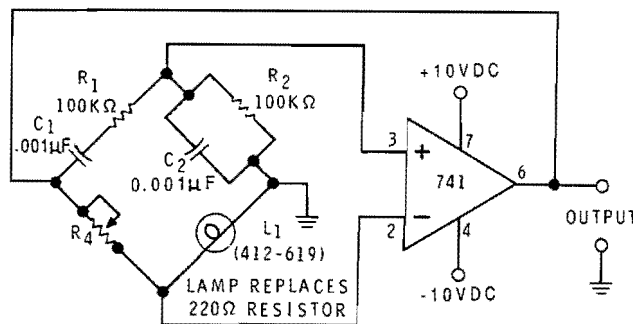 R1
100KΩ
R2
100KΩ
C1
.001µF
C2
0.001µF
+10VDC
3
+
7
741
6
2
−
4
R4
L1
(412-619)
OUTPUT
LAMP REPLACES
220Ω RESISTOR
-10VDC